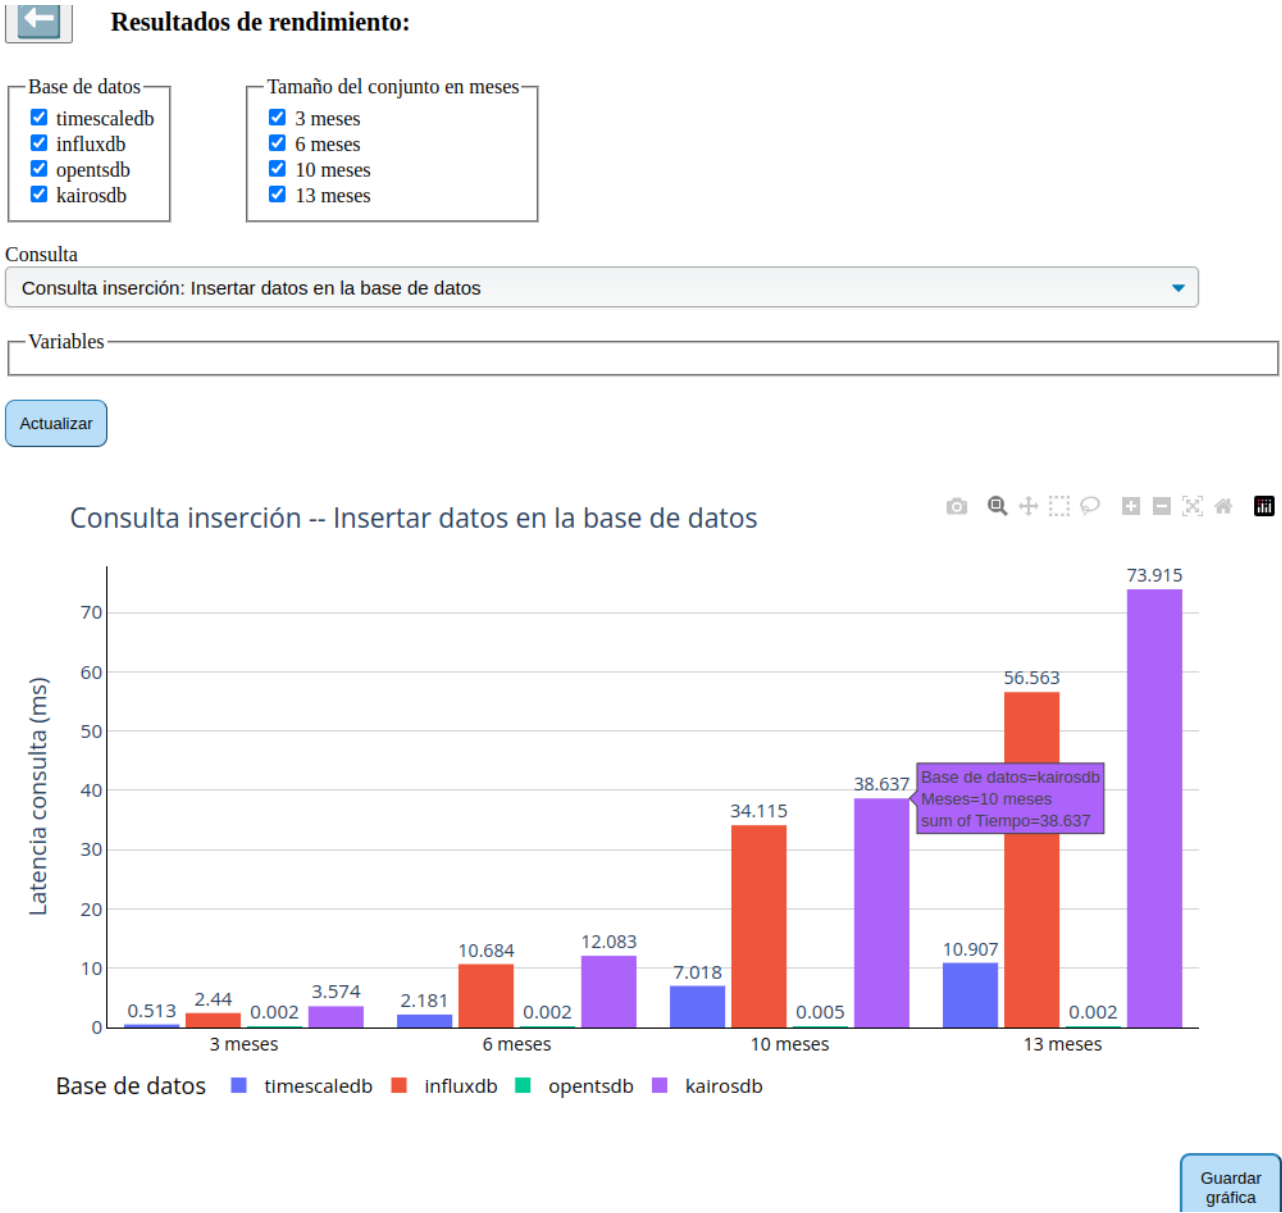 Resultados de rendimiento:
Base de datos
timescaledb
influxdb
opentsdb
kairosdb
Tamaño del conjunto en meses
3 meses
6 meses
10 meses
13 meses
Consulta
Consulta inserción: Insertar datos en la base de datos
Variables
Actualizar
Consulta inserción -- Insertar datos en la base de datos
Latencia consulta (ms)
70
60
50
40
30
20
10
0
0.513
2.44
0.002
3.574
2.181
10.684
0.002
12.083
7.018
34.115
0.005
38.637
10.907
56.563
0.002
73.915
Base de datos=kairosdb
Meses=10 meses
sum of Tiempo=38.637
3 meses
6 meses
10 meses
13 meses
Base de datos timescaledb influxdb opentsdb kairosdb
Guardar
gráfica